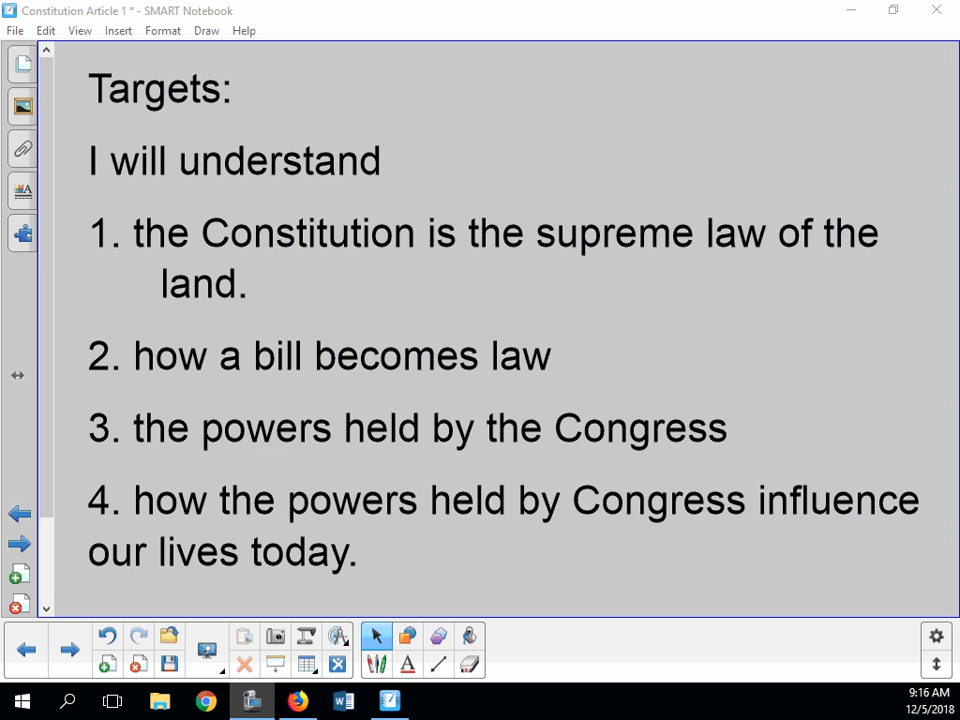 Constitution Article 1 * - SMART Notebook
File Edit View Insert Format Draw Help
Targets:
I will understand
1. the Constitution is the supreme law of the
land.
2. how a bill becomes law
3. the powers held by the Congress
4. how the powers held by Congress influence
our lives today.
9:16 AM
12/5/2018